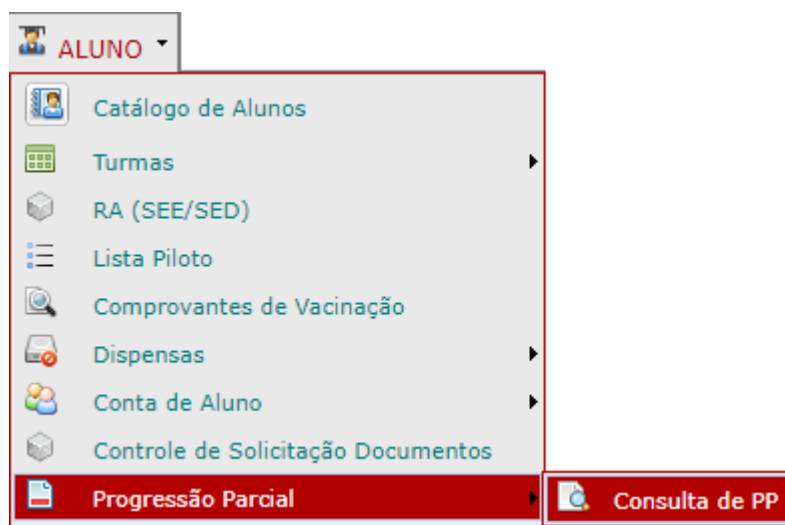 ALUNO
Catálogo de Alunos
Turmas
RA (SEE/SED)
Lista Piloto
Comprovantes de Vacinação
Dispensas
Conta de Aluno
Controle de Solicitação Documentos
Progressão Parcial
Consulta de PP